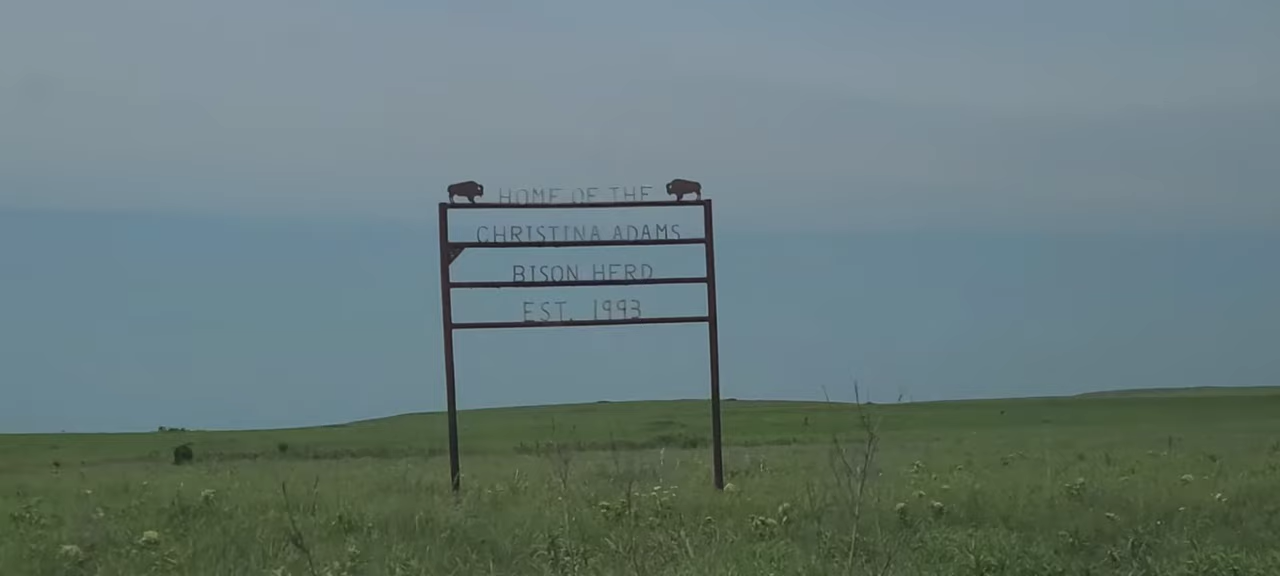 HOME OF THE
CHRISTINA ADAMS
BISON HERD
EST. 1993